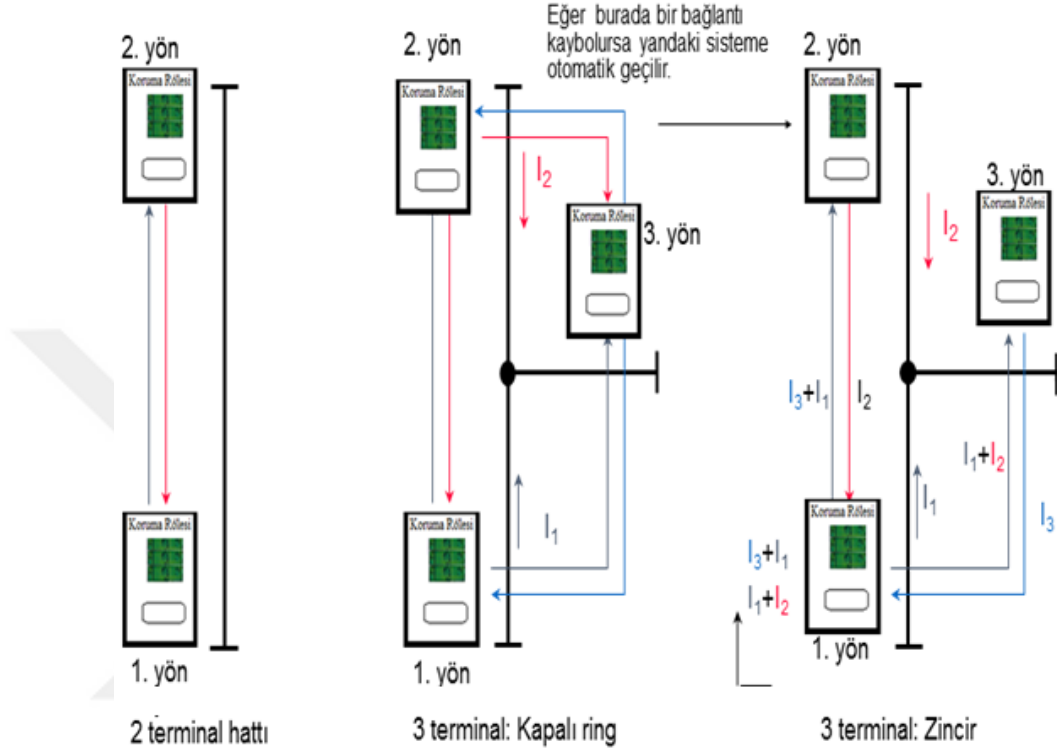 Eğer burada bir bağlantı
kaybolursa yandaki sisteme
otomatik geçilir.
2. yön
Koruma Rölesi
Koruma Rölesi
1. yön
2 terminal hattı
2. yön
Koruma Rölesi
I₂
Koruma Rölesi
3. yön
I₁
Koruma Rölesi
1. yön
3 terminal: Kapalı ring
2. yön
Koruma Rölesi
3. yön
Koruma Rölesi
I₂
I₃+I₁
I₂
I₁+I₂
I₁
I₃
Koruma Rölesi
I₃+I₁
I₁+I₂
1. yön
3 terminal: Zincir